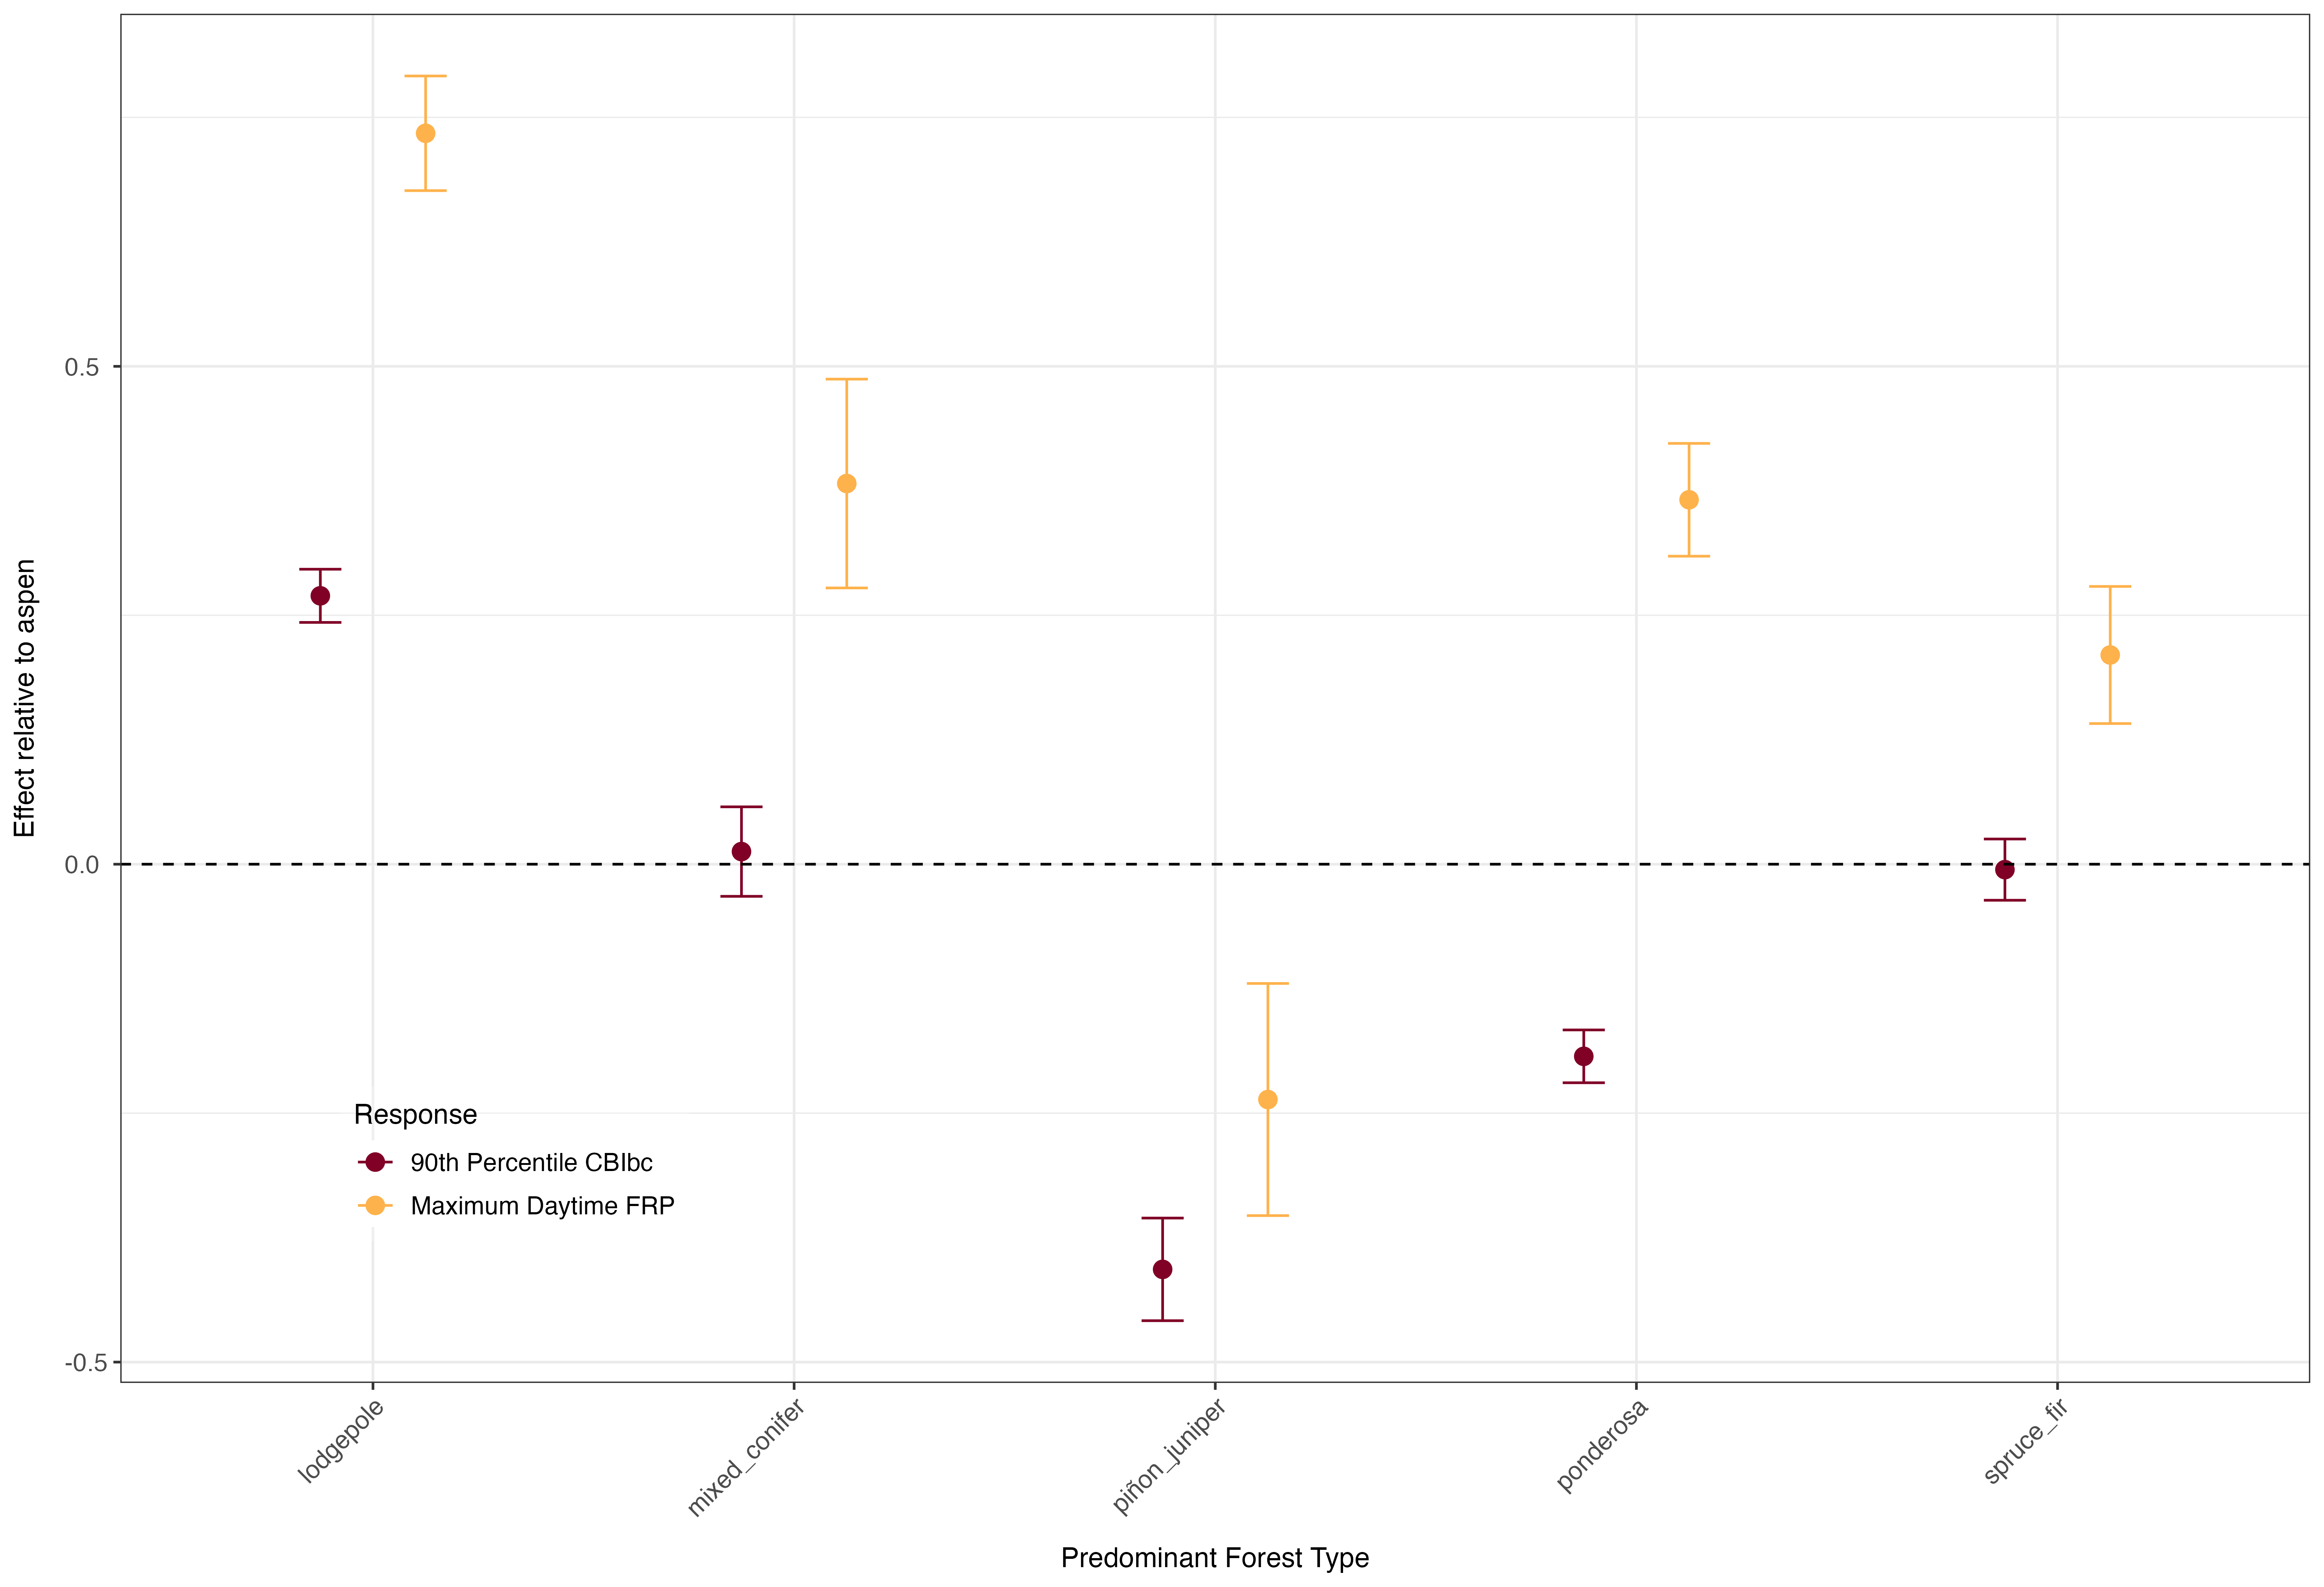 Effect relative to aspen
0.5
0.0
-0.5
Response
90th Percentile CBIbc
Maximum Daytime FRP
lodgepole
mixed_conifer
piñon_juniper
ponderosa
spruce_fir
Predominant Forest Type